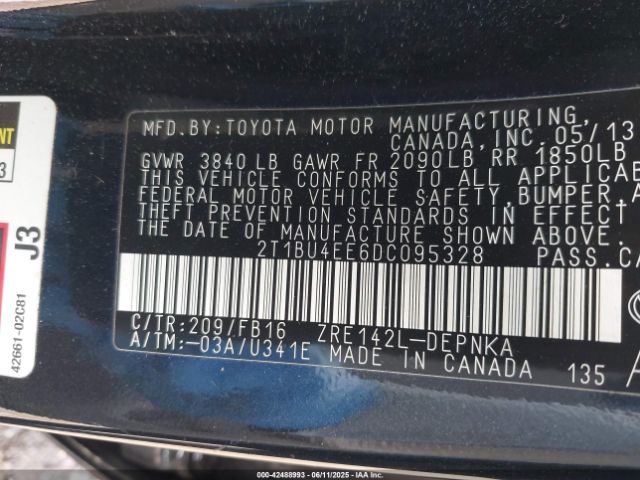 MFD.BY:TOYOTA MOTOR MANUFACTURING,
CANADA, INC. 05/13
GVWR 3840 LB GAWR FR 2090LB RR 1850LB
THIS VEHICLE CONFORMS TO ALL APPLICAB
FEDERAL MOTOR VEHICLE SAFETY, BUMPER, A
THEFT PREVENTION STANDARDS IN EFFECT
THE DATE OF MANUFACTURE SHOWN ABOVE.
2T1BU4EE6DC095328 PASS.CA
C/TR:209/FB16 ZRE142L-DEPNKA
A/TM:-03A/U341E MADE IN CANADA 135
NT
3
J3
42661-02C81
000-42488993 - 06/11/2025 - IAA Inc.